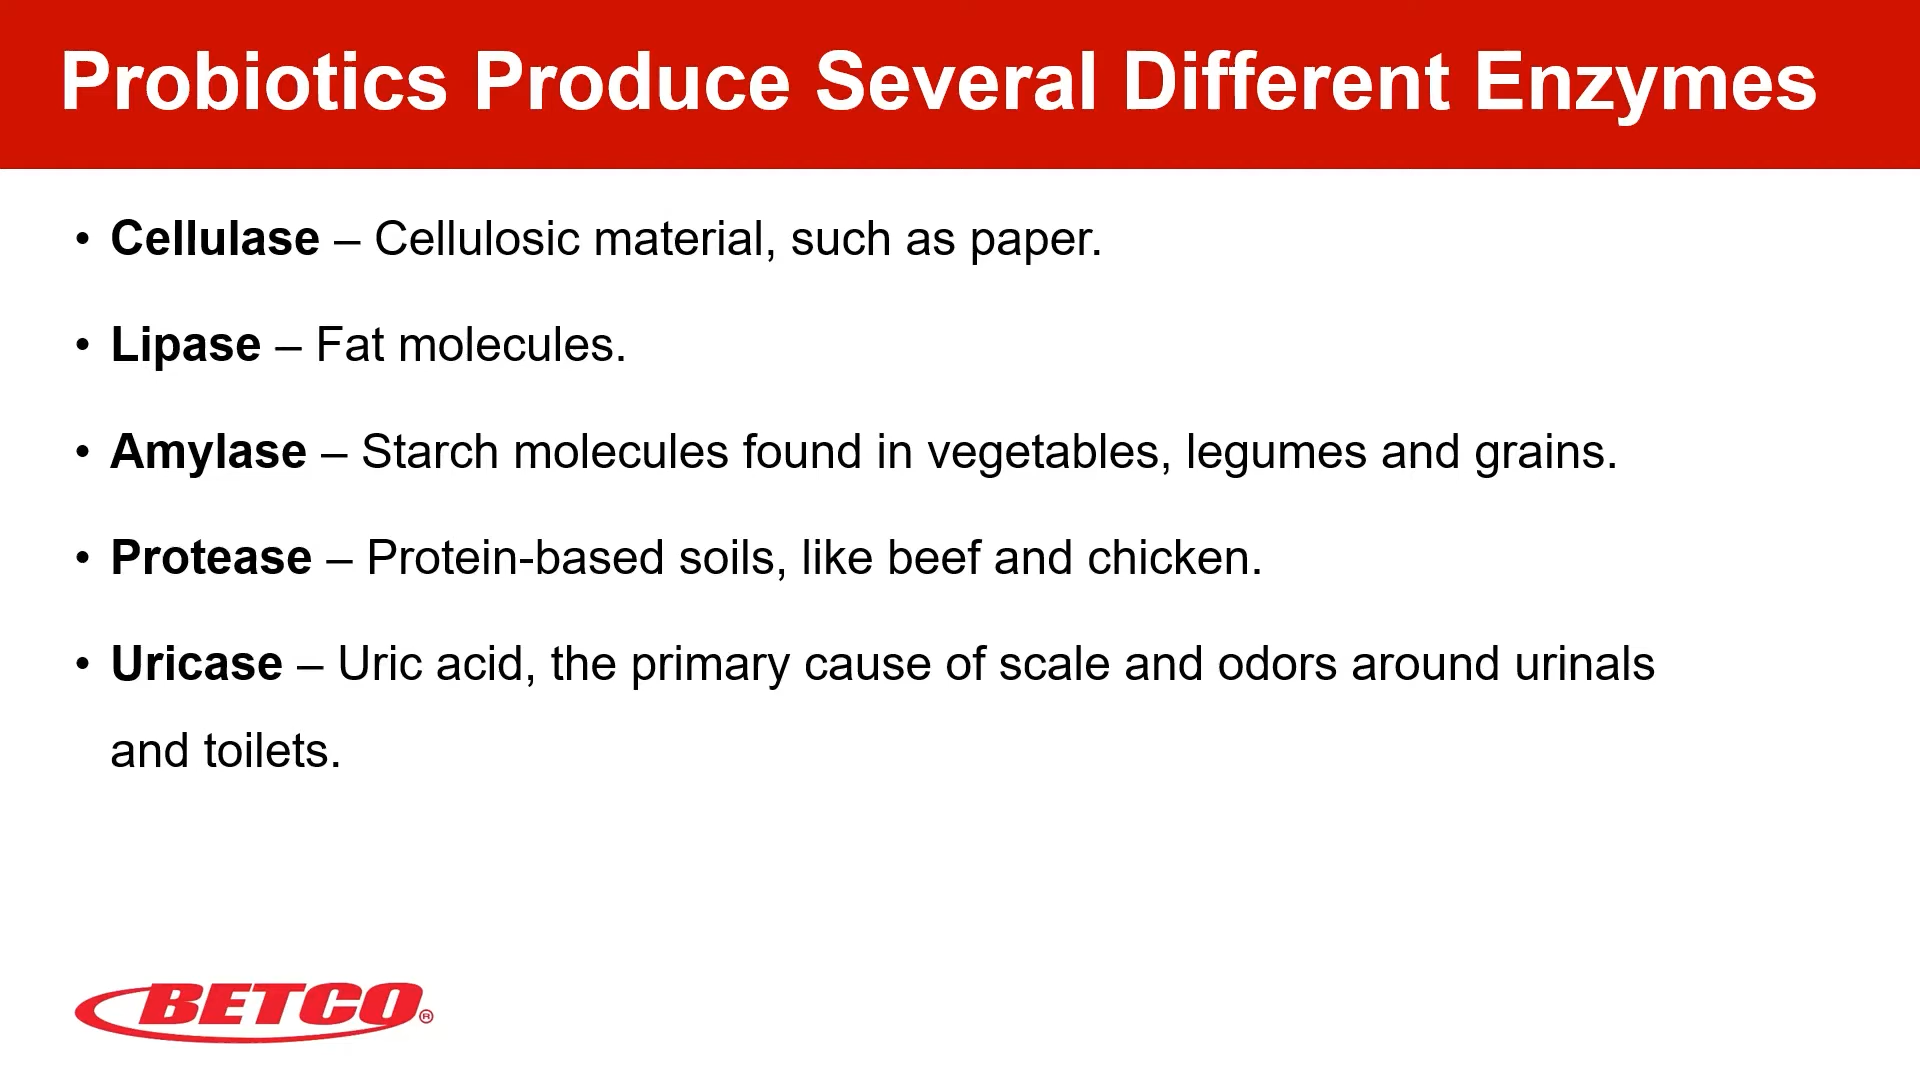 Probiotics Produce Several Different Enzymes
• Cellulase – Cellulosic material, such as paper.
• Lipase – Fat molecules.
• Amylase – Starch molecules found in vegetables, legumes and grains.
• Protease – Protein-based soils, like beef and chicken.
• Uricase – Uric acid, the primary cause of scale and odors around urinals
and toilets.
BETCO®